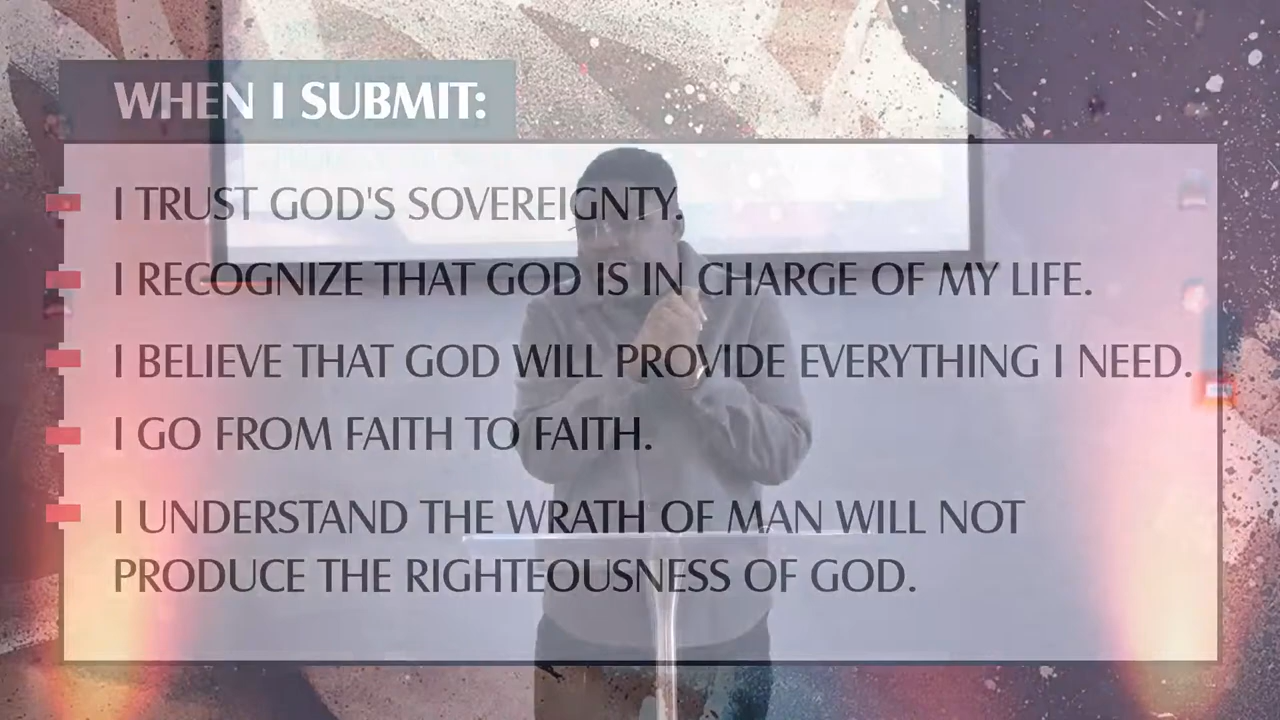 WHEN I SUBMIT:
I TRUST GOD'S SOVEREIGNTY.
I RECOGNIZE THAT GOD IS IN CHARGE OF MY LIFE.
I BELIEVE THAT GOD WILL PROVIDE EVERYTHING I NEED.
I GO FROM FAITH TO FAITH.
I UNDERSTAND THE WRATH OF MAN WILL NOT
PRODUCE THE RIGHTEOUSNESS OF GOD.